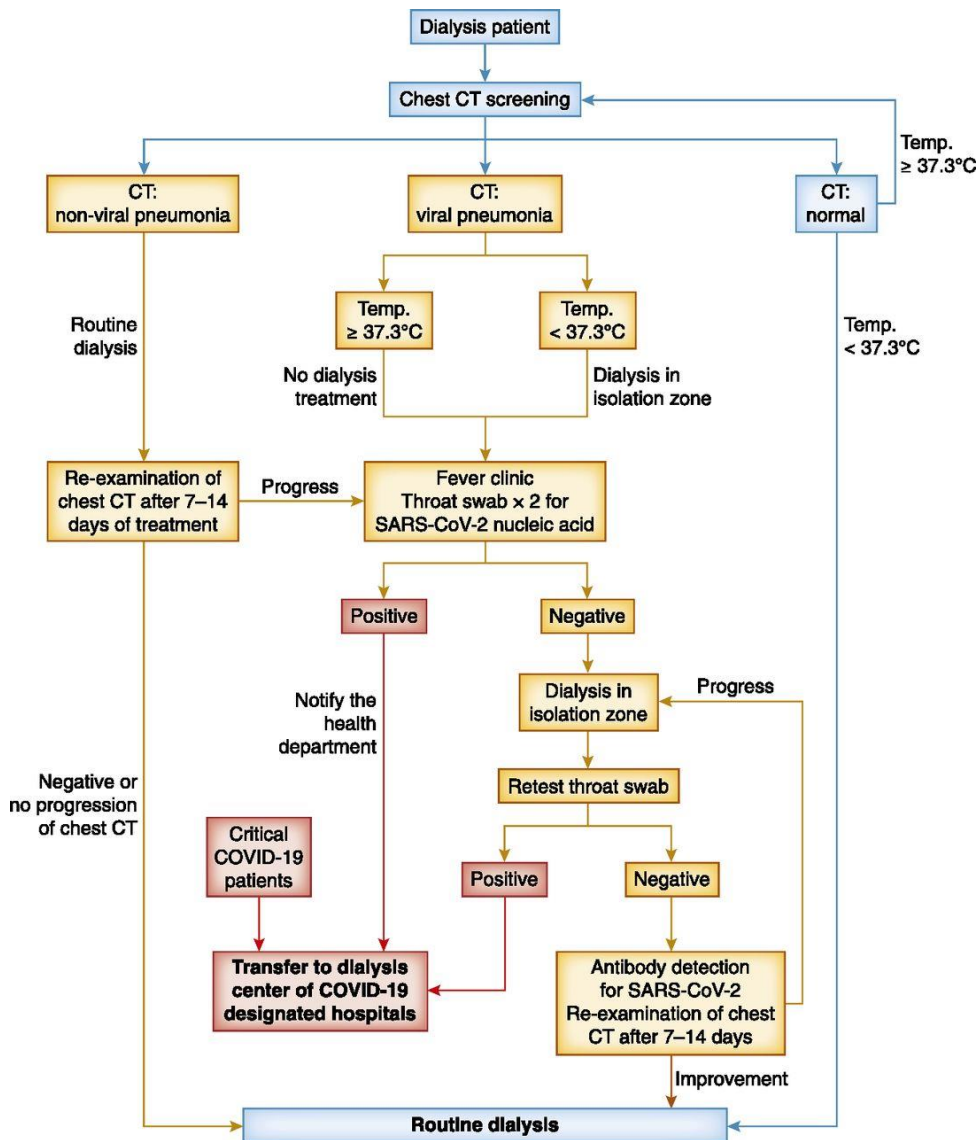 Dialysis patient
Chest CT screening
Temp.
≥ 37.3°C
CT:
non-viral pneumonia
CT:
viral pneumonia
CT:
normal
Temp.
≥ 37.3°C
Temp.
< 37.3°C
Routine
dialysis
Temp.
< 37.3°C
No dialysis
treatment
Dialysis in
isolation zone
Re-examination of
chest CT after 7–14
days of treatment
Progress
Fever clinic
Throat swab × 2 for
SARS-CoV-2 nucleic acid
Positive
Negative
Notify the
health
department
Dialysis in
isolation zone
Progress
Retest throat swab
Negative or
no progression
of chest CT
Critical
COVID-19
patients
Positive
Negative
Transfer to dialysis
center of COVID-19
designated hospitals
Antibody detection
for SARS-CoV-2
Re-examination of chest
CT after 7–14 days
Improvement
Routine dialysis